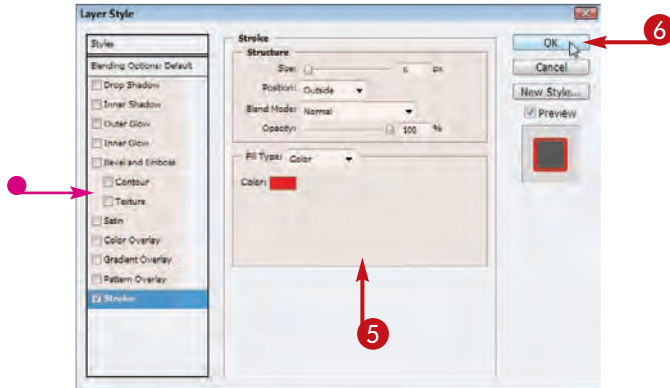 Layer Style
Styles
Blending Options: Default
Drop Shadow
Inner Shadow
Outer Glow
Inner Glow
Bevel and Emboss
Contour
Texture
Satin
Color Overlay
Gradient Overlay
Pattern Overlay
Stroke
Stroke
Structure
Size: 6 px
Position: Outside
Blend Mode: Normal
Opacity: 100 %
Fill Type: Color
Color:
OK
Cancel
New Style...
Preview
5
6